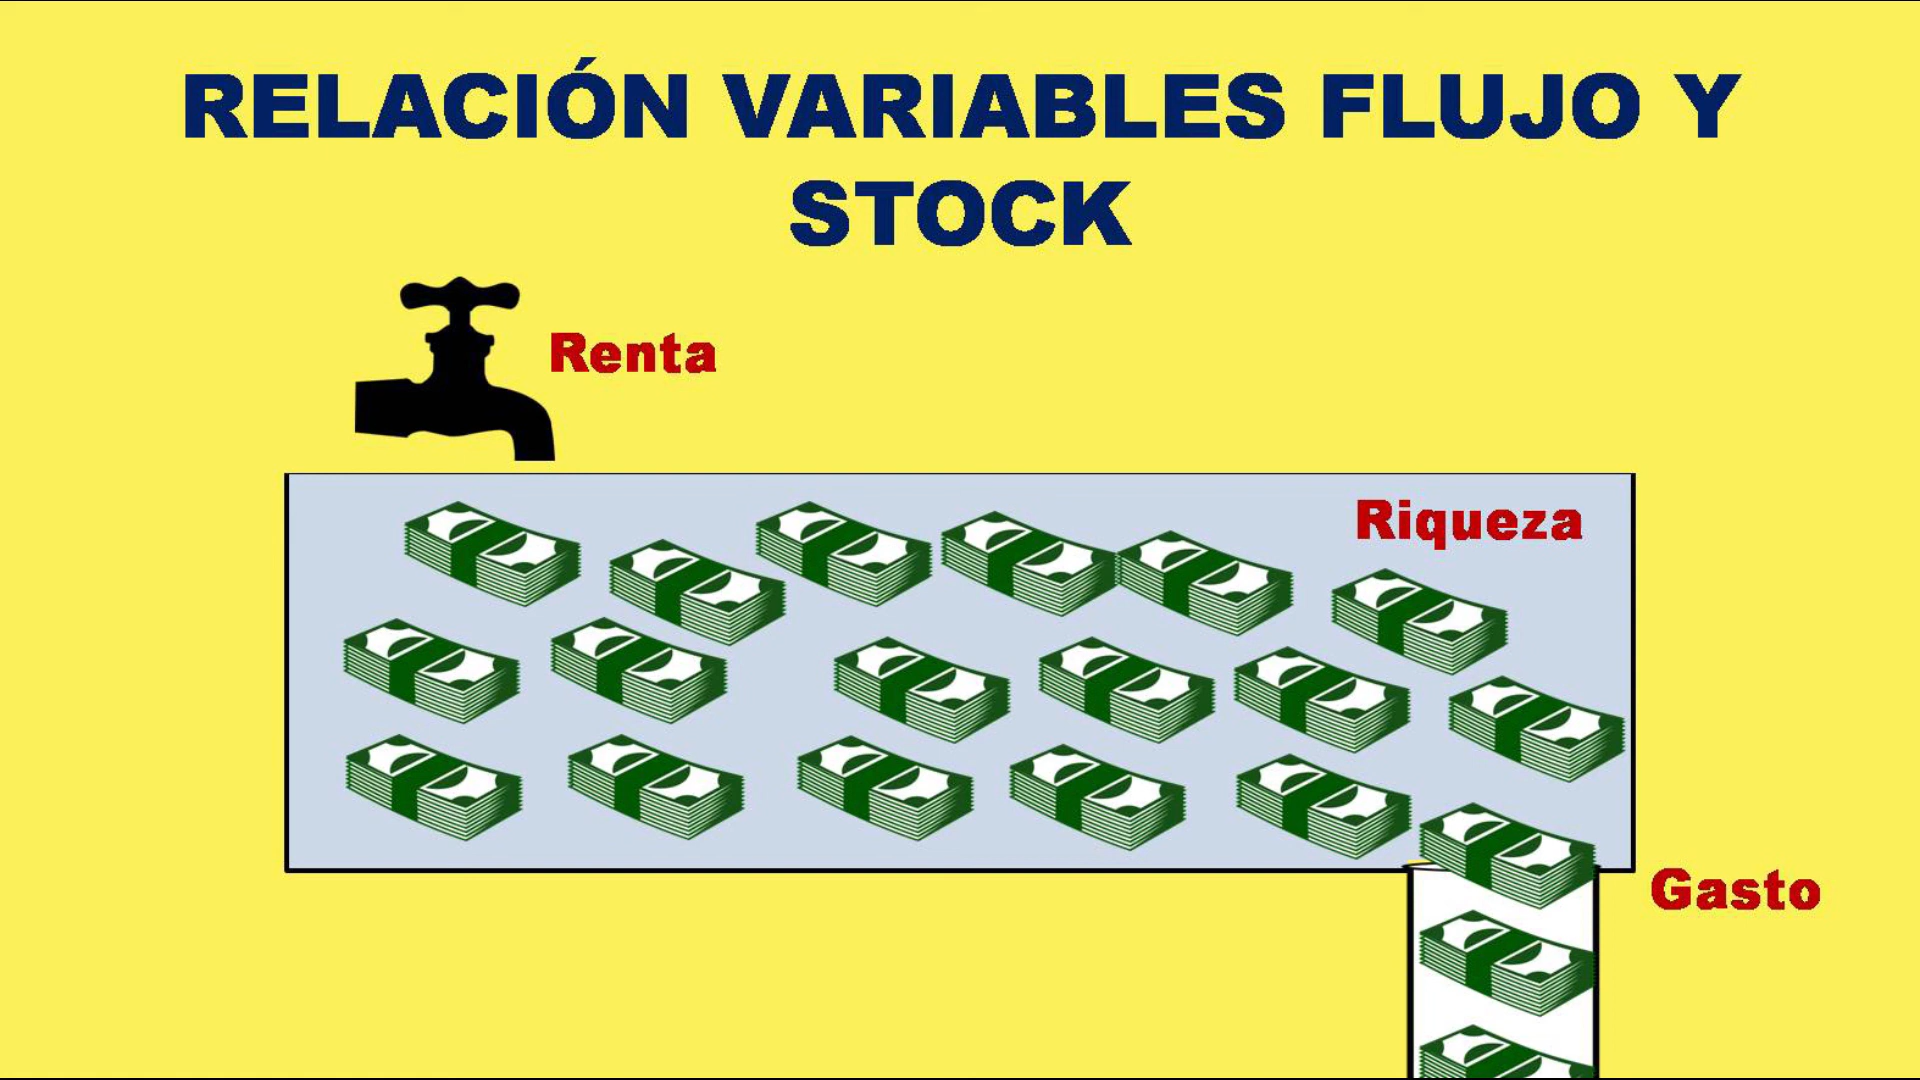 RELACIÓN VARIABLES FLUJO Y
STOCK
Renta
Riqueza
Gasto